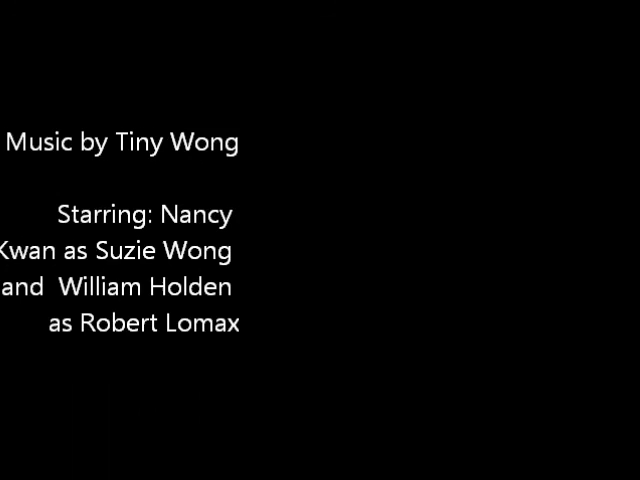 Music by Tiny Wong
Starring: Nancy
Kwan as Suzie Wong
and William Holden
as Robert Lomax